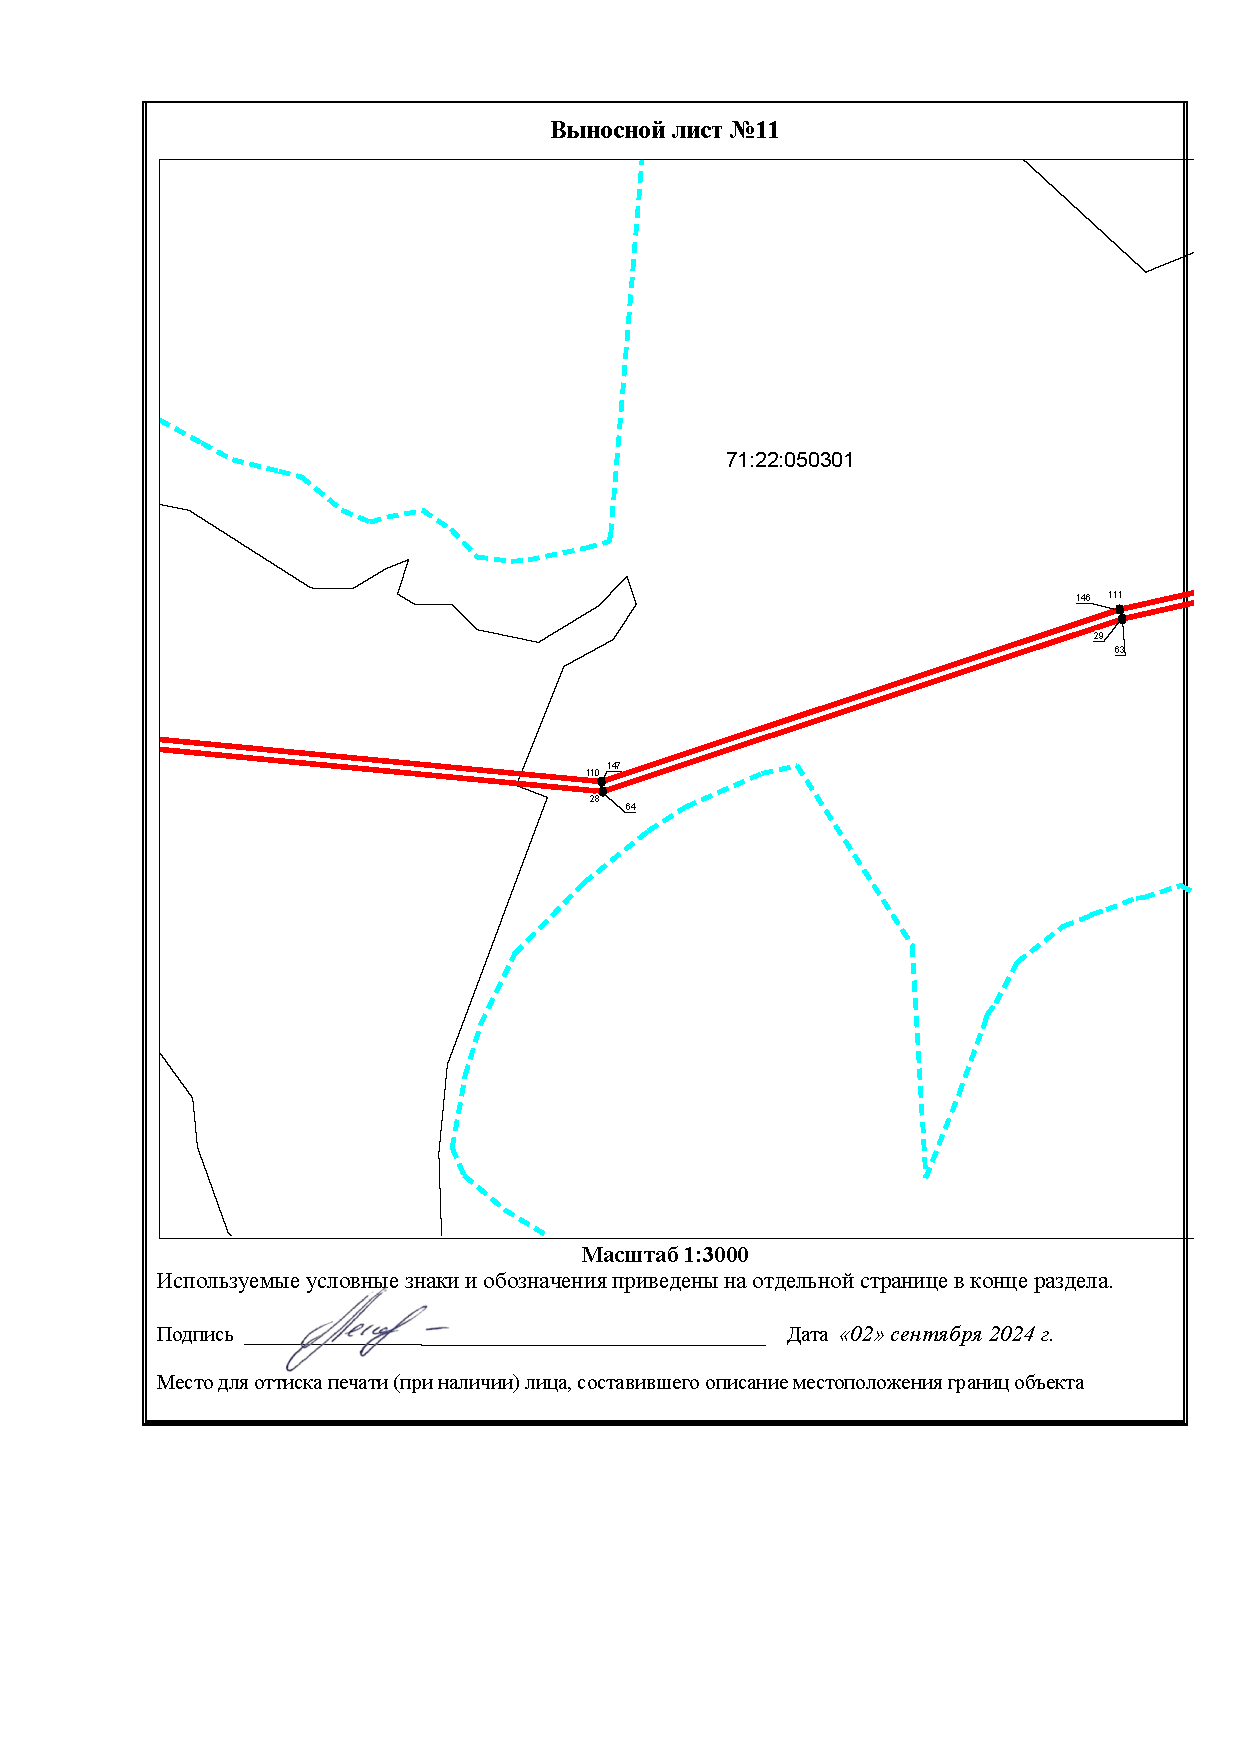 Выносной лист №11
71:22:050301
146 111
29
63
110 147
28
64
Масштаб 1:3000
Используемые условные знаки и обозначения приведены на отдельной странице в конце раздела.
Подпись Дата «02» сентября 2024 г.
Место для оттиска печати (при наличии) лица, составившего описание местоположения границ объекта